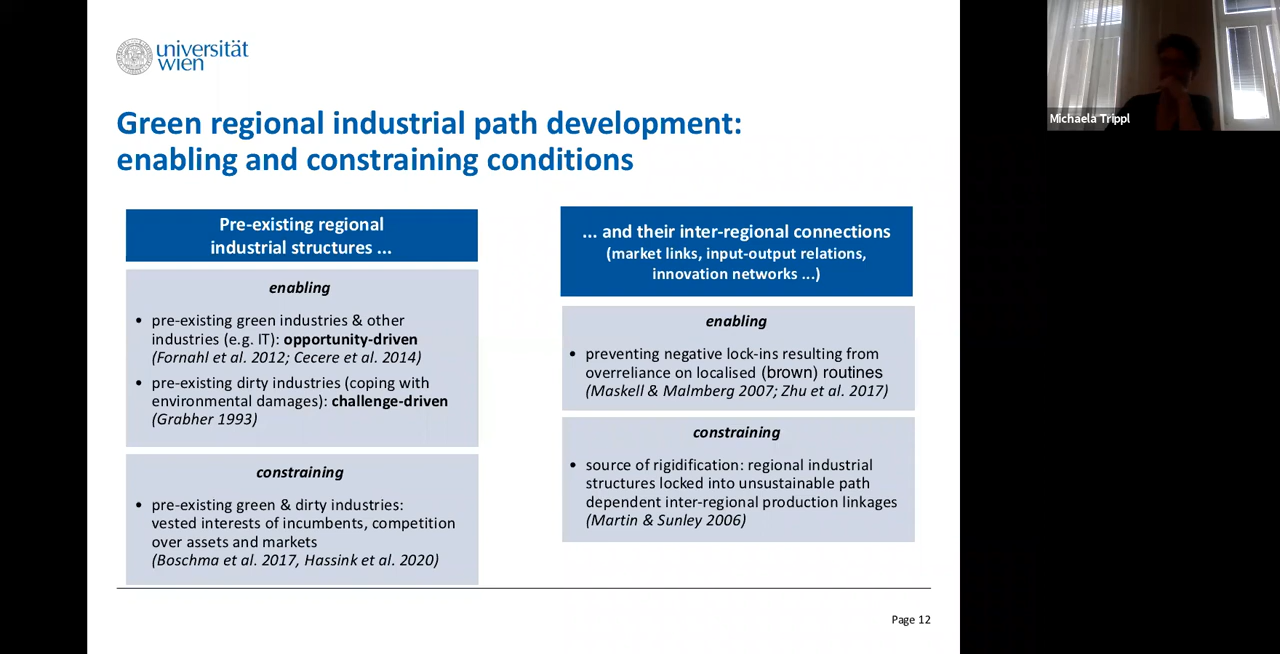 universität
wien
Green regional industrial path development:
enabling and constraining conditions
Pre-existing regional
industrial structures ...
enabling
• pre-existing green industries & other
industries (e.g. IT): opportunity-driven
(Fornahl et al. 2012; Cecere et al. 2014)
• pre-existing dirty industries (coping with
environmental damages): challenge-driven
(Grabher 1993)
constraining
• pre-existing green & dirty industries:
vested interests of incumbents, competition
over assets and markets
(Boschma et al. 2017, Hassink et al. 2020)
... and their inter-regional connections
(market links, input-output relations,
innovation networks ...)
enabling
• preventing negative lock-ins resulting from
overreliance on localised (brown) routines
(Maskell & Malmberg 2007; Zhu et al. 2017)
constraining
• source of rigidification: regional industrial
structures locked into unsustainable path
dependent inter-regional production linkages
(Martin & Sunley 2006)
Page 12
Michaela Trippl